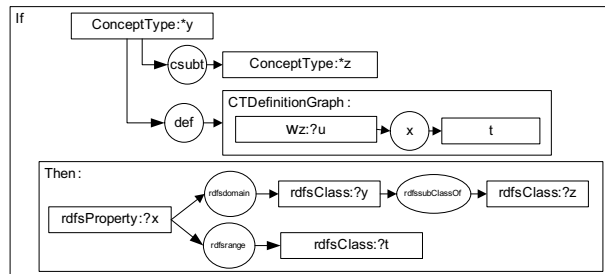 If
ConceptType:*y
csubt
ConceptType:*z
CTDefinitionGraph:
def
Wz:?u
x
t
Then:
rdfsdomain
rdfsClass:?y
rdfssubClassOf
rdfsClass:?z
rdfsProperty:?x
rdfsrange
rdfsClass:?t